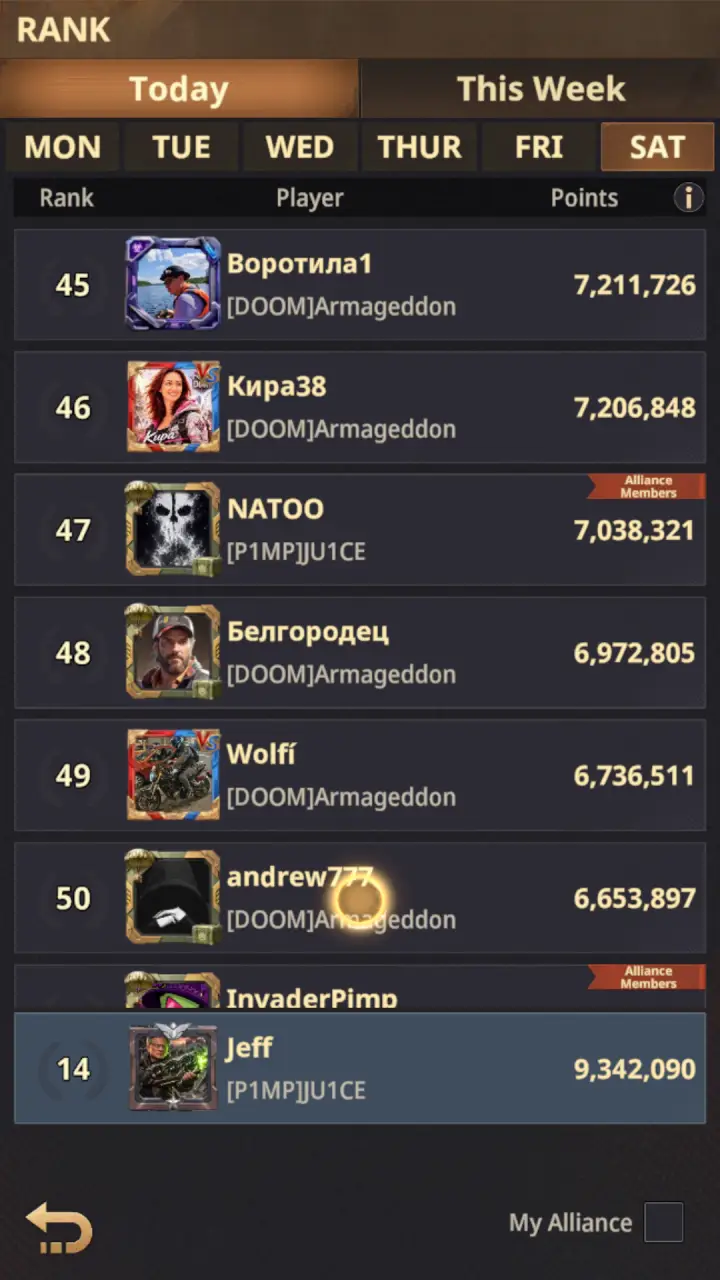 RANK
Today
This Week
MON
TUE
WED
THUR
FRI
SAT
Rank
Player
Points
45
Воротила1
[DOOM]Armageddon
7,211,726
46
Кира38
[DOOM]Armageddon
7,206,848
Кира
47
NATOO
[P1MP]JU1CE
Alliance
Members
7,038,321
48
Белгородец
[DOOM]Armageddon
6,972,805
49
Wolfí
[DOOM]Armageddon
6,736,511
50
andrew777
[DOOM]Armageddon
6,653,897
InvaderPimp
Alliance
Members
14
Jeff
[P1MP]JU1CE
9,342,090
My Alliance